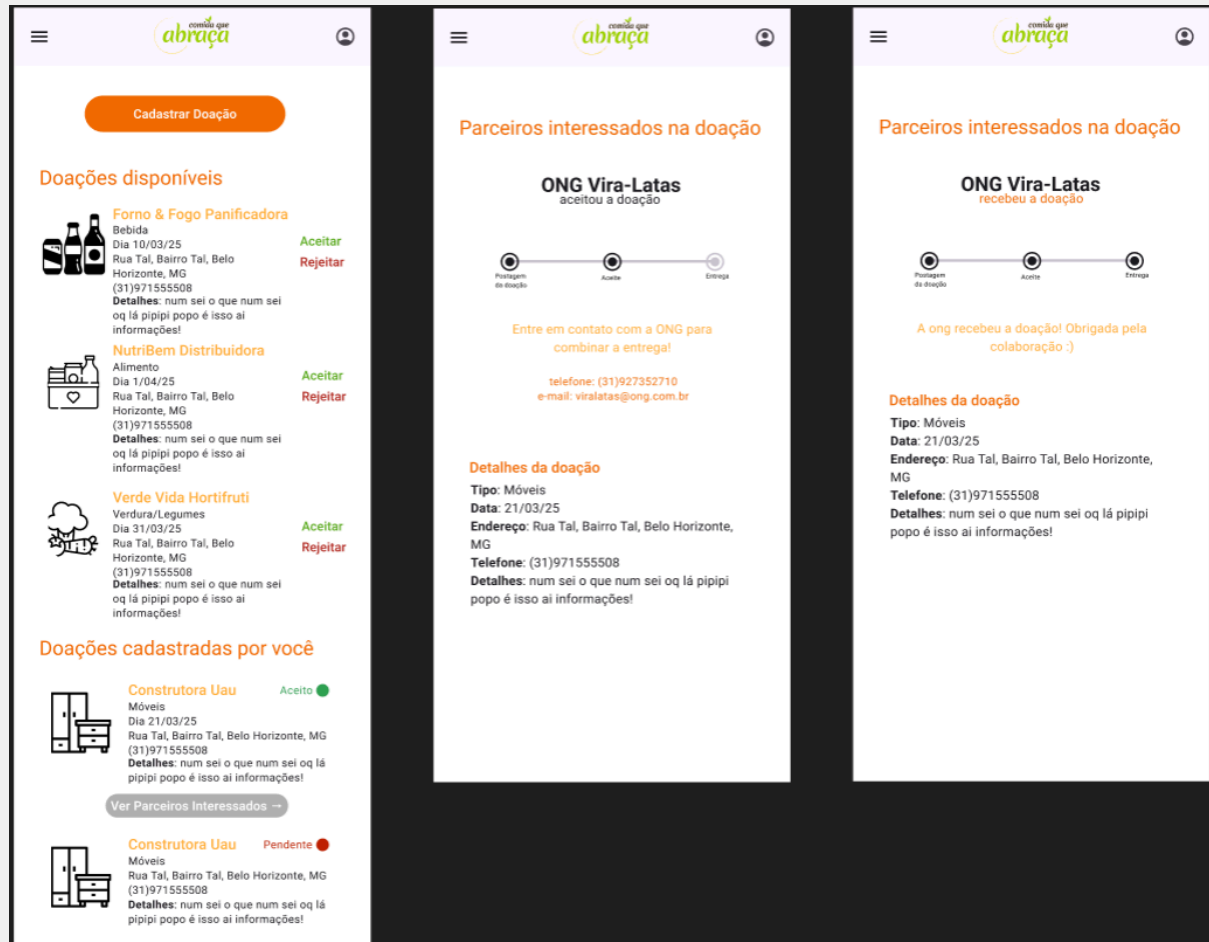 comida que
abraça
Cadastrar Doação
Doações disponíveis
Forno & Fogo Panificadora
Bebida
Dia 10/03/25
Rua Tal, Bairro Tal, Belo
Horizonte, MG
(31)971555508
Detalhes: num sei o que num sei
oq lá pipipi popo é isso ai
informações!
Aceitar
Rejeitar
NutriBem Distribuidora
Alimento
Dia 1/04/25
Rua Tal, Bairro Tal, Belo
Horizonte, MG
(31)971555508
Detalhes: num sei o que num sei
oq lá pipipi popo é isso ai
informações!
Aceitar
Rejeitar
Verde Vida Hortifruti
Verdura/Legumes
Dia 31/03/25
Rua Tal, Bairro Tal, Belo
Horizonte, MG
(31)971555508
Detalhes: num sei o que num sei
oq lá pipipi popo é isso ai
informações!
Aceitar
Rejeitar
Doações cadastradas por você
Construtora Uau Aceito
Móveis
Dia 21/03/25
Rua Tal, Bairro Tal, Belo Horizonte, MG
(31)971555508
Detalhes: num sei o que num sei oq lá
pipipi popo é isso ai informações!
Ver Parceiros Interessados →
Construtora Uau Pendente
Móveis
Rua Tal, Bairro Tal, Belo Horizonte, MG
(31)971555508
Detalhes: num sei o que num sei oq lá
pipipi popo é isso ai informações!
comida que
abraça
Parceiros interessados na doação
ONG Vira-Latas
aceitou a doação
Postagem
da doação
Aceite
Entrega
Entre em contato com a ONG para
combinar a entrega!
telefone: (31)927352710
e-mail: viralatas@ong.com.br
Detalhes da doação
Tipo: Móveis
Data: 21/03/25
Endereço: Rua Tal, Bairro Tal, Belo Horizonte,
MG
Telefone: (31)971555508
Detalhes: num sei o que num sei oq lá pipipi
popo é isso ai informações!
comida que
abraça
Parceiros interessados na doação
ONG Vira-Latas
recebeu a doação
Postagem
da doação
Aceite
Entrega
A ong recebeu a doação! Obrigada pela
colaboração :)
Detalhes da doação
Tipo: Móveis
Data: 21/03/25
Endereço: Rua Tal, Bairro Tal, Belo Horizonte,
MG
Telefone: (31)971555508
Detalhes: num sei o que num sei oq lá pipipi
popo é isso ai informações!